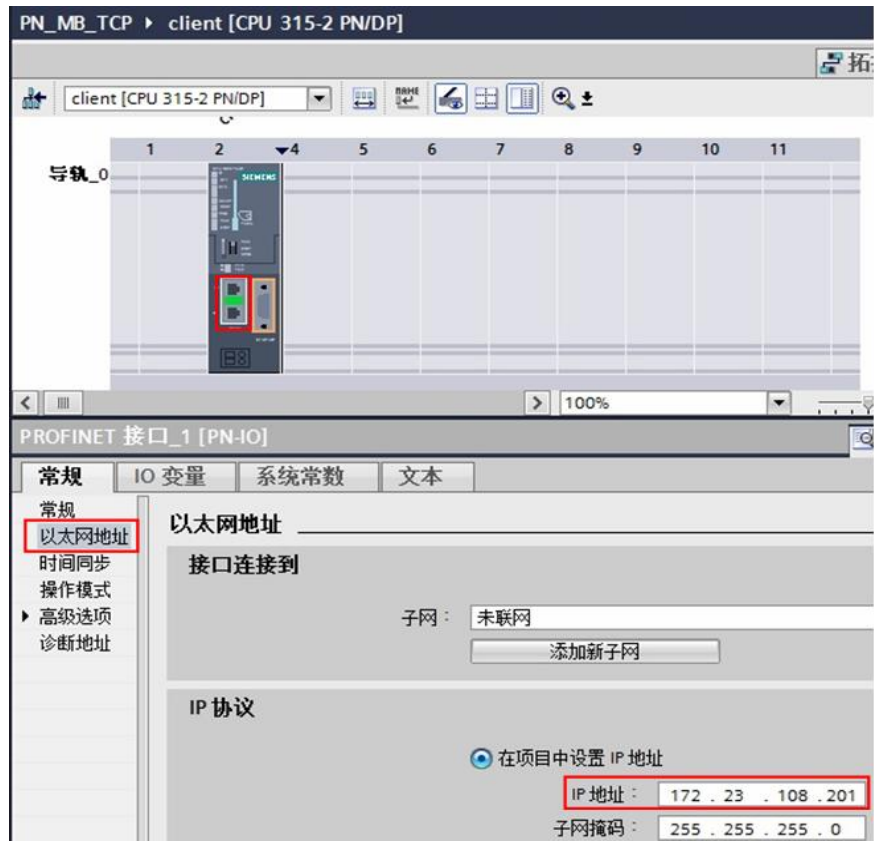 PN_MB_TCP ▸ client [CPU 315-2 PN/DP]
拓
client [CPU 315-2 PN/DP]
1 2 4 5 6 7 8 9 10 11
导轨_0
SIEMENS
100%
PROFINET 接口_1 [PN-IO]
常规 IO 变量 系统常数 文本
常规
以太网地址
时间同步
操作模式
高级选项
诊断地址
以太网地址
接口连接到
子网： 未联网
添加新子网
IP 协议
在项目中设置 IP 地址
IP 地址： 172 . 23 . 108 . 201
子网掩码： 255 . 255 . 255 . 0